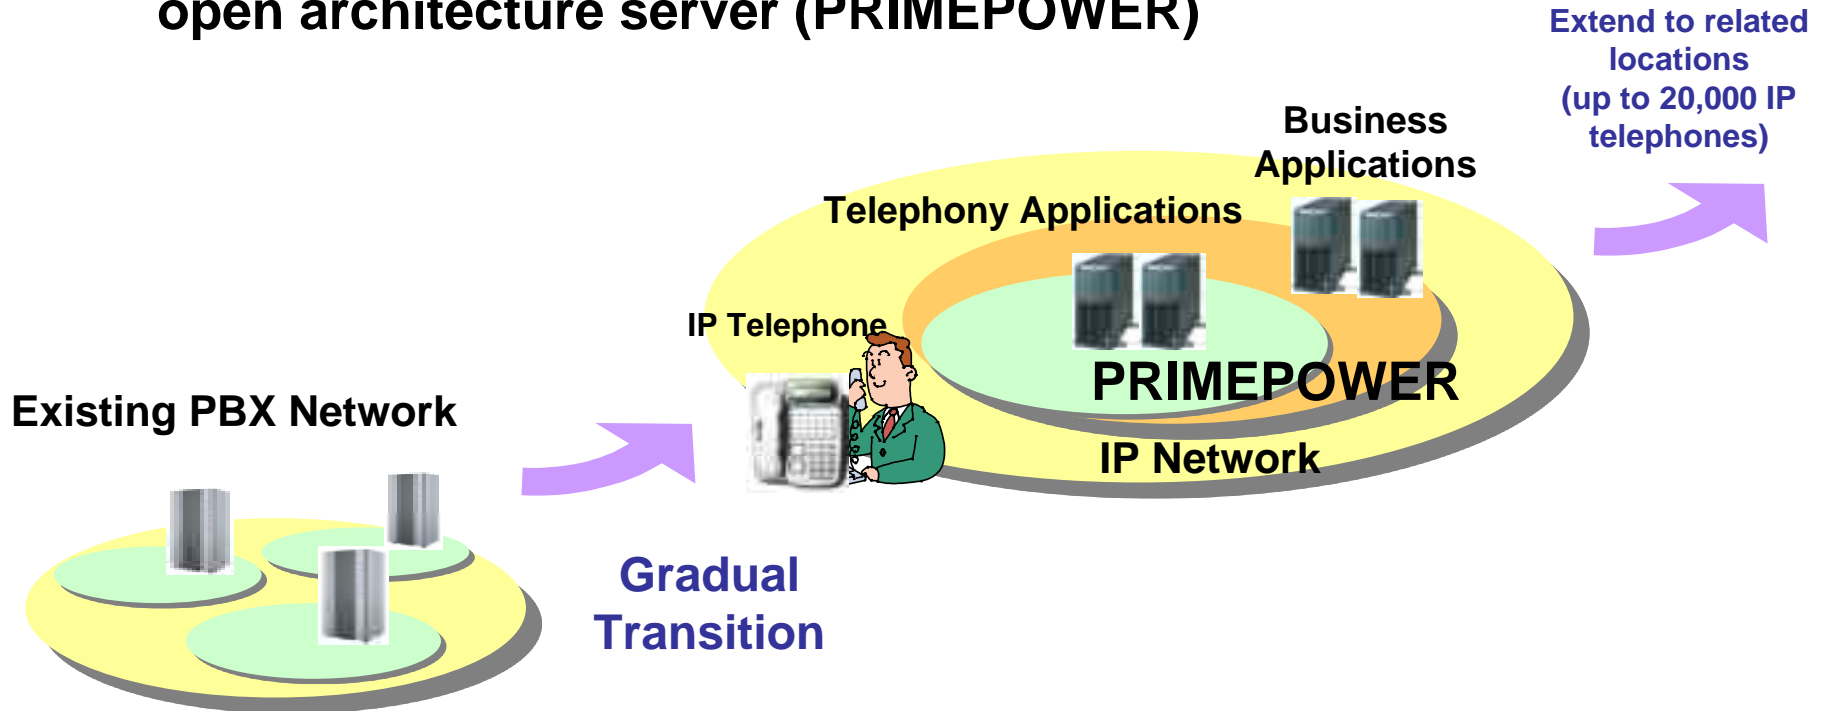 open architecture server (PRIMEPOWER)
Extend to related
locations
(up to 20,000 IP
telephones)
Business
Applications
Telephony Applications
IP Telephone
PRIMEPOWER
Existing PBX Network
IP Network
Gradual
Transition